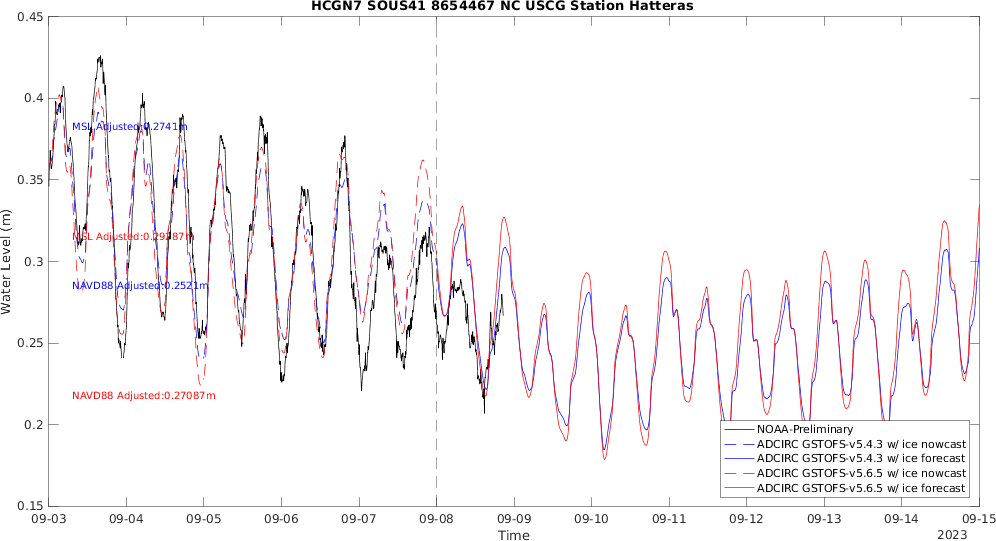 HCGN7 SOUS41 8654467 NC USCG Station Hatteras
0.45
0.4
0.35
0.3
0.25
0.2
0.15
Water Level (m)
MSL Adjusted:0.2741m
MSL Adjusted:0.29287m
NAVD88 Adjusted:0.2521m
NAVD88 Adjusted:0.27087m
NOAA-Preliminary
ADCIRC GSTOFS-v5.4.3 w/ ice nowcast
ADCIRC GSTOFS-v5.4.3 w/ ice forecast
ADCIRC GSTOFS-v5.6.5 w/ ice nowcast
ADCIRC GSTOFS-v5.6.5 w/ ice forecast
09-03 09-04 09-05 09-06 09-07 09-08 09-09 09-10 09-11 09-12 09-13 09-14 09-15
Time
2023